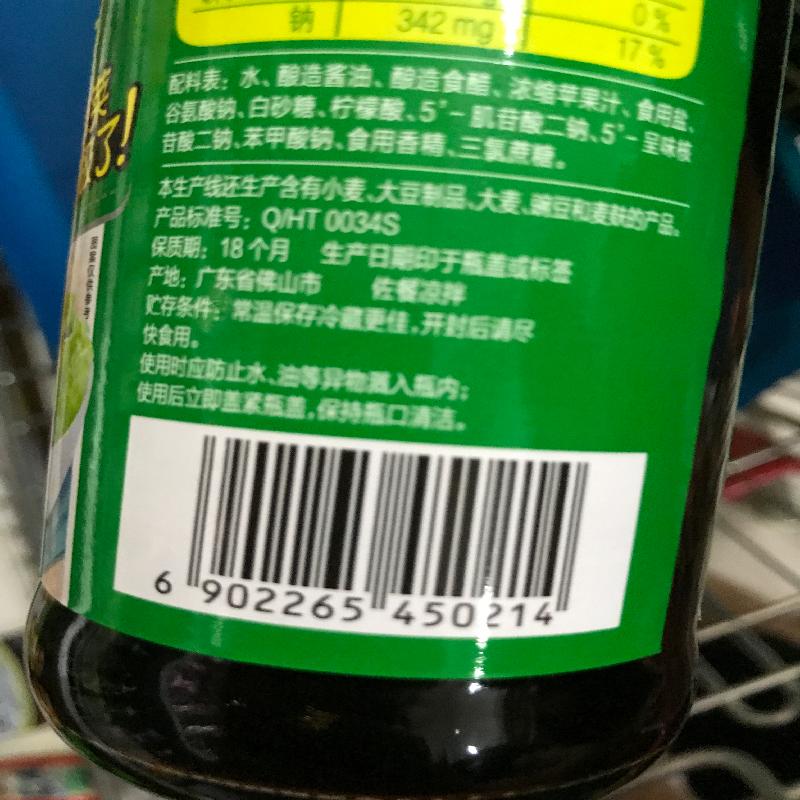 0%
钠 342 mg 17%
配料表：水、酿造酱油、酿造食醋、浓缩苹果汁、食用盐、
谷氨酸钠、白砂糖、柠檬酸、5'-肌苷酸二钠、5'-呈味核
苷酸二钠、苯甲酸钠、食用香精、三氯蔗糖。
本生产线还生产含有小麦、大豆制品、大麦、豌豆和麦麸的产品。
产品标准号：Q/HT 0034S
保质期：18个月 生产日期印于瓶盖或标签
产地：广东省佛山市 佐餐凉拌
贮存条件：常温保存冷藏更佳，开封后请尽
快食用。
使用时应防止水、油等异物溅入瓶内；
使用后立即盖紧瓶盖，保持瓶口清洁。
6 902265 450214
菜
了！